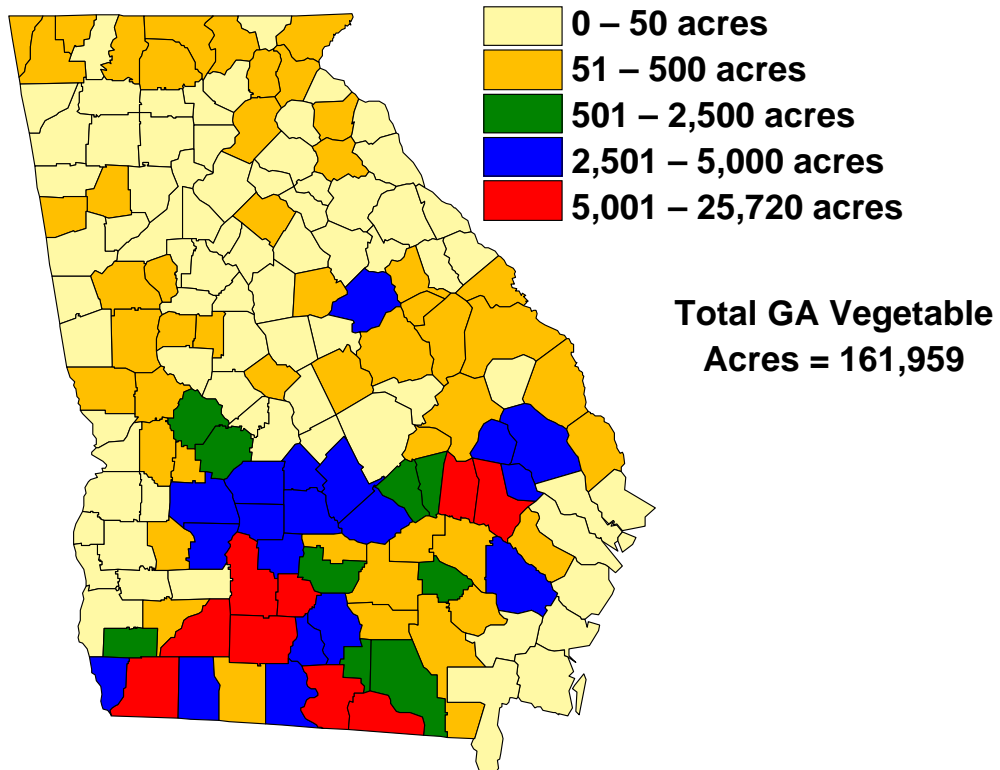 0 – 50 acres
51 – 500 acres
501 – 2,500 acres
2,501 – 5,000 acres
5,001 – 25,720 acres
Total GA Vegetable
Acres = 161,959